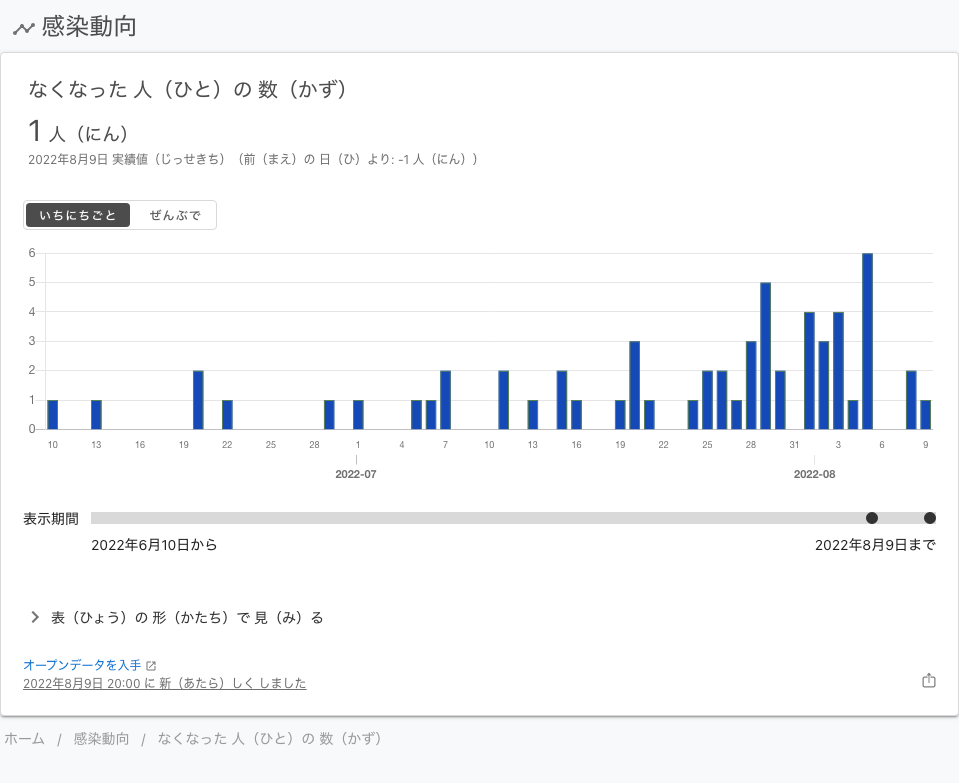 感染動向
なくなった 人（ひと）の 数（かず）
1 人（にん）
2022年8月9日 実績値（じっせきち）（前（まえ）の 日（ひ）より: -1 人（にん））
いちにちごと ぜんぶで
6
5
4
3
2
1
0
10 13 16 19 22 25 28 1 4 7 10 13 16 19 22 25 28 31 3 6 9
2022-07 2022-08
表示期間
2022年6月10日から 2022年8月9日まで
表（ひょう）の 形（かたち）で 見（み）る
オープンデータを入手
2022年8月9日 20:00 に 新（あたら）しく しました
ホーム / 感染動向 / なくなった 人（ひと）の 数（かず）